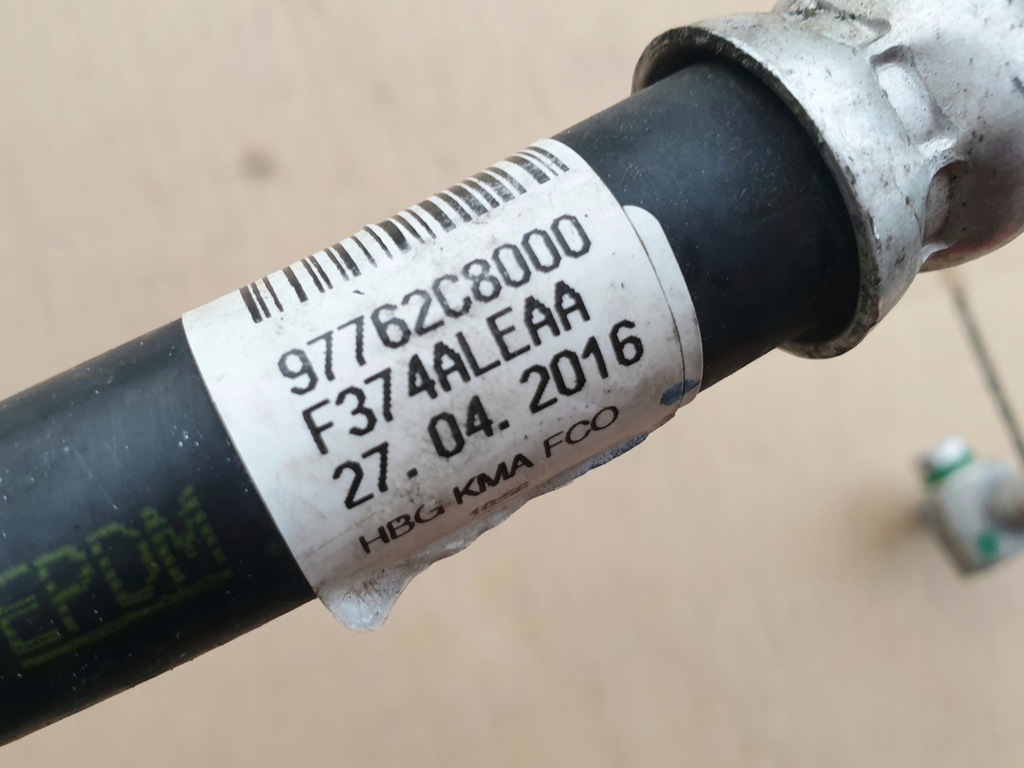 97762C8000
F374ALEAA
27. 04. 2016
HBG KMA FCO
EPDM